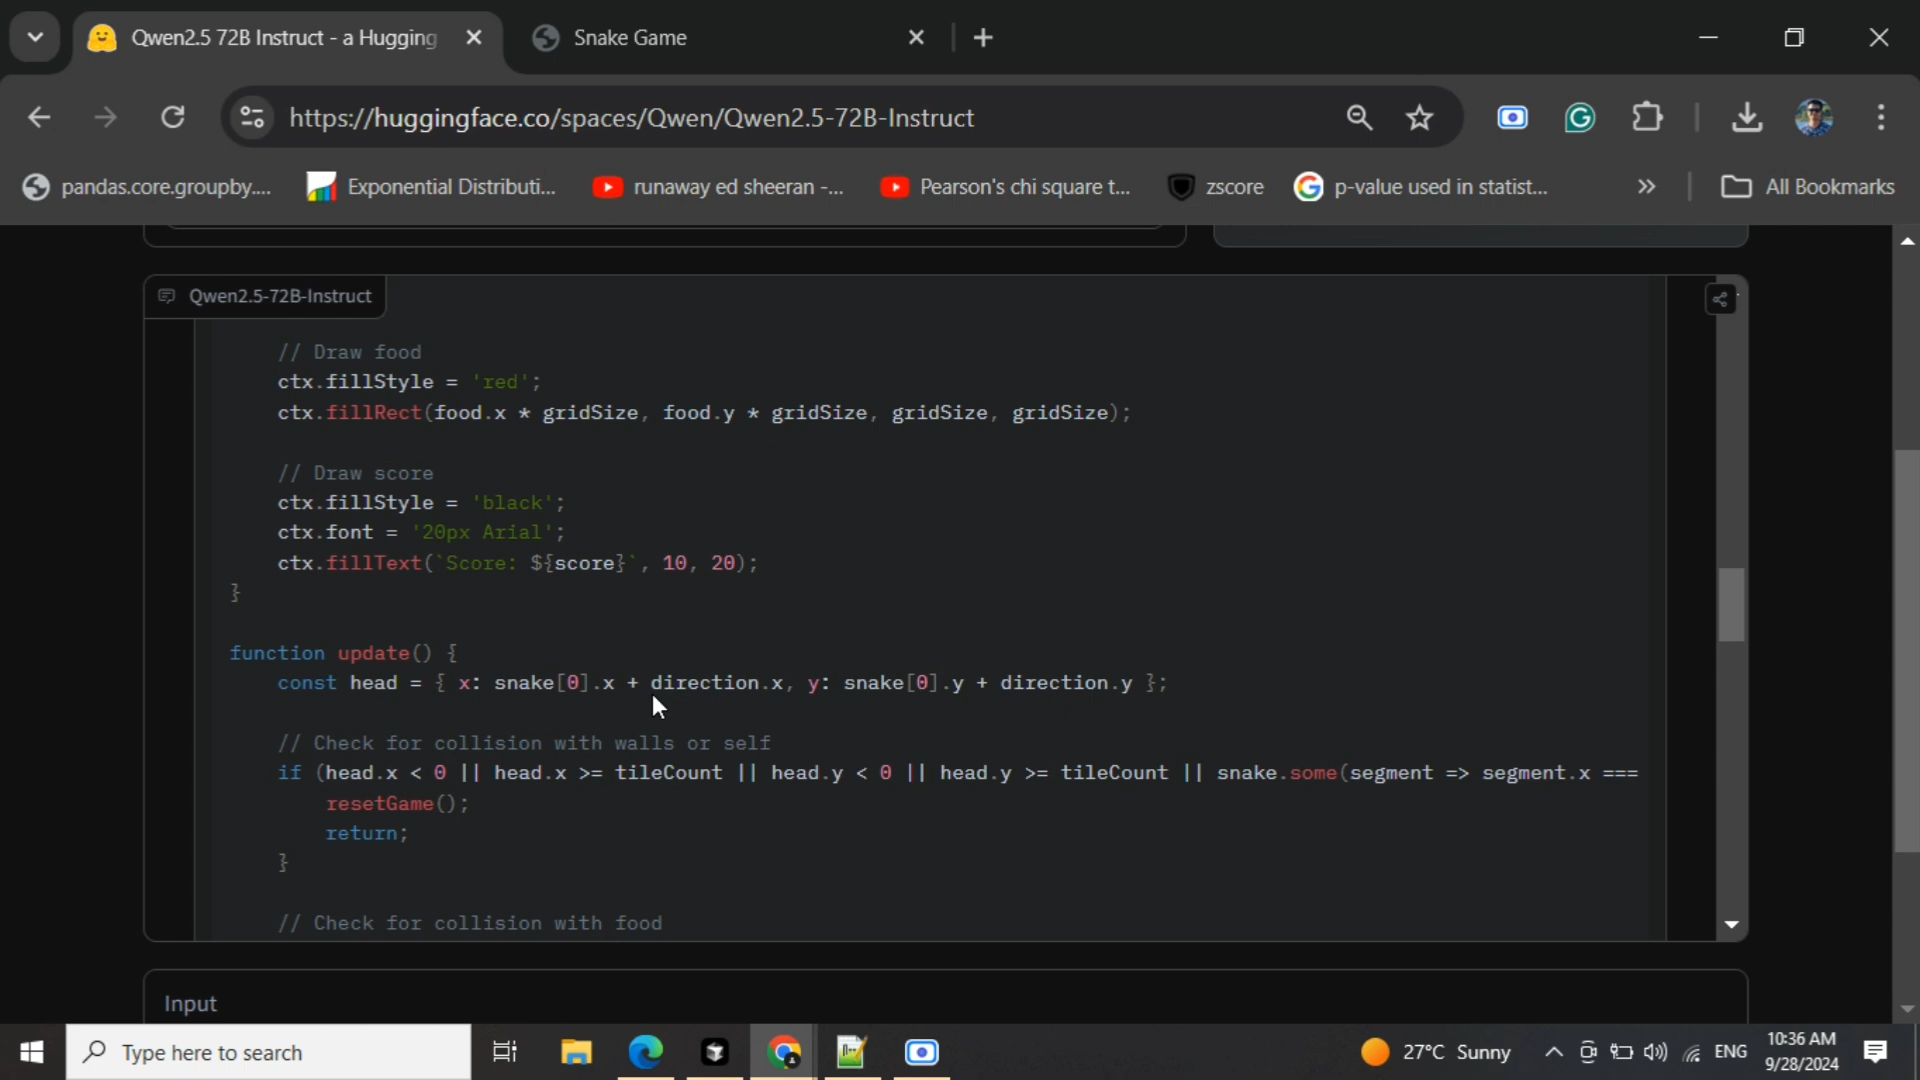 Qwen2.5 72B Instruct - a Hugging
Snake Game
https://huggingface.co/spaces/Qwen/Qwen2.5-72B-Instruct
pandas.core.groupby....
Exponential Distributi...
runaway ed sheeran -...
Pearson's chi square t...
zscore
p-value used in statist...
All Bookmarks
Qwen2.5-72B-Instruct
// Draw food
ctx.fillStyle = 'red';
ctx.fillRect(food.x * gridSize, food.y * gridSize, gridSize, gridSize);
// Draw score
ctx.fillStyle = 'black';
ctx.font = '20px Arial';
ctx.fillText(`Score: ${score}`, 10, 20);
}
function update() {
const head = { x: snake[0].x + direction.x, y: snake[0].y + direction.y };
// Check for collision with walls or self
if (head.x < 0 || head.x >= tileCount || head.y < 0 || head.y >= tileCount || snake.some(segment => segment.x ===
resetGame();
return;
}
// Check for collision with food
Input
Type here to search
27°C Sunny
ENG
10:36 AM
9/28/2024